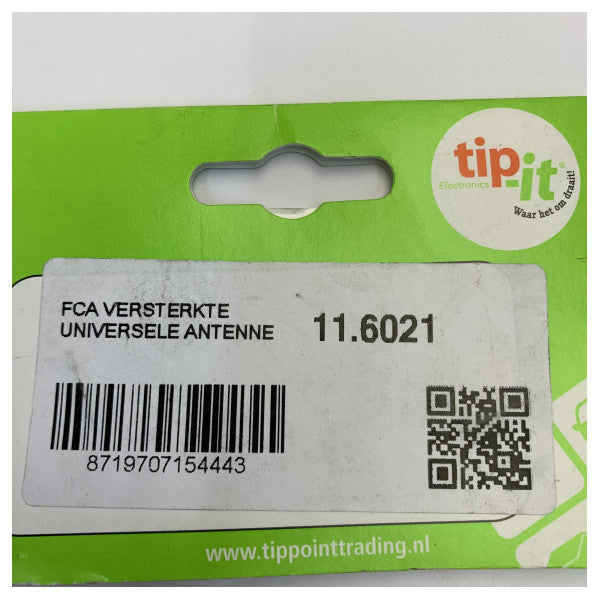 tip
-it®
Electronics
Waar het om draait!
FCA VERSTERKTE
UNIVERSELE ANTENNE
11.6021
8719707154443
www.tippointtrading.nl